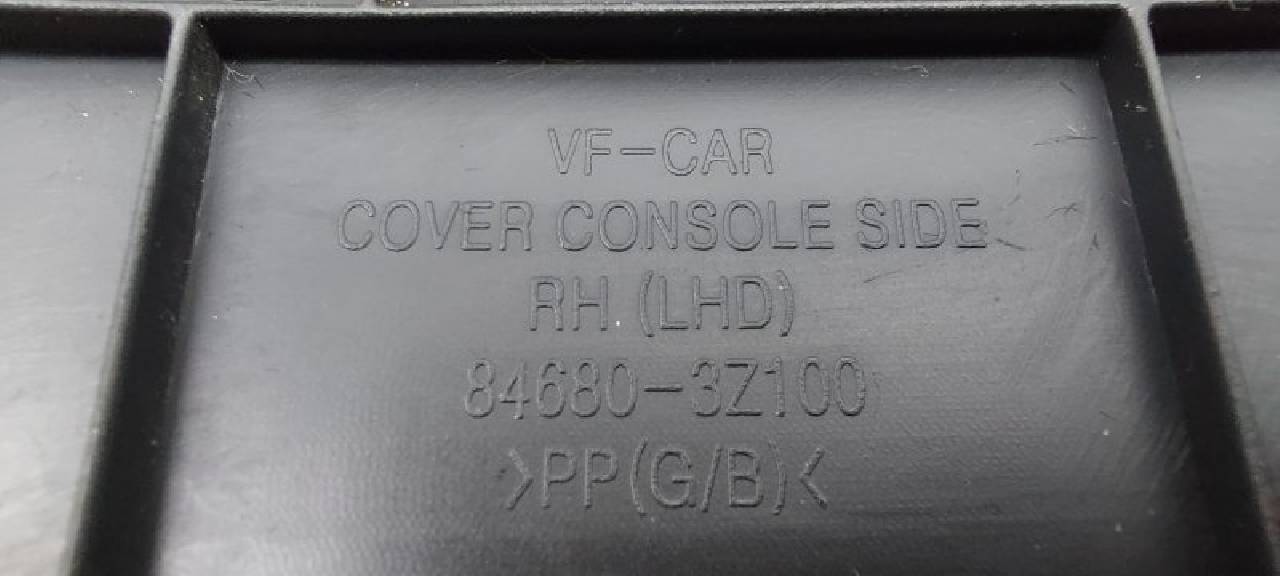 VF-CAR
COVER CONSOLE SIDE
RH (LHD)
84680-3Z100
>PP(G/B)<